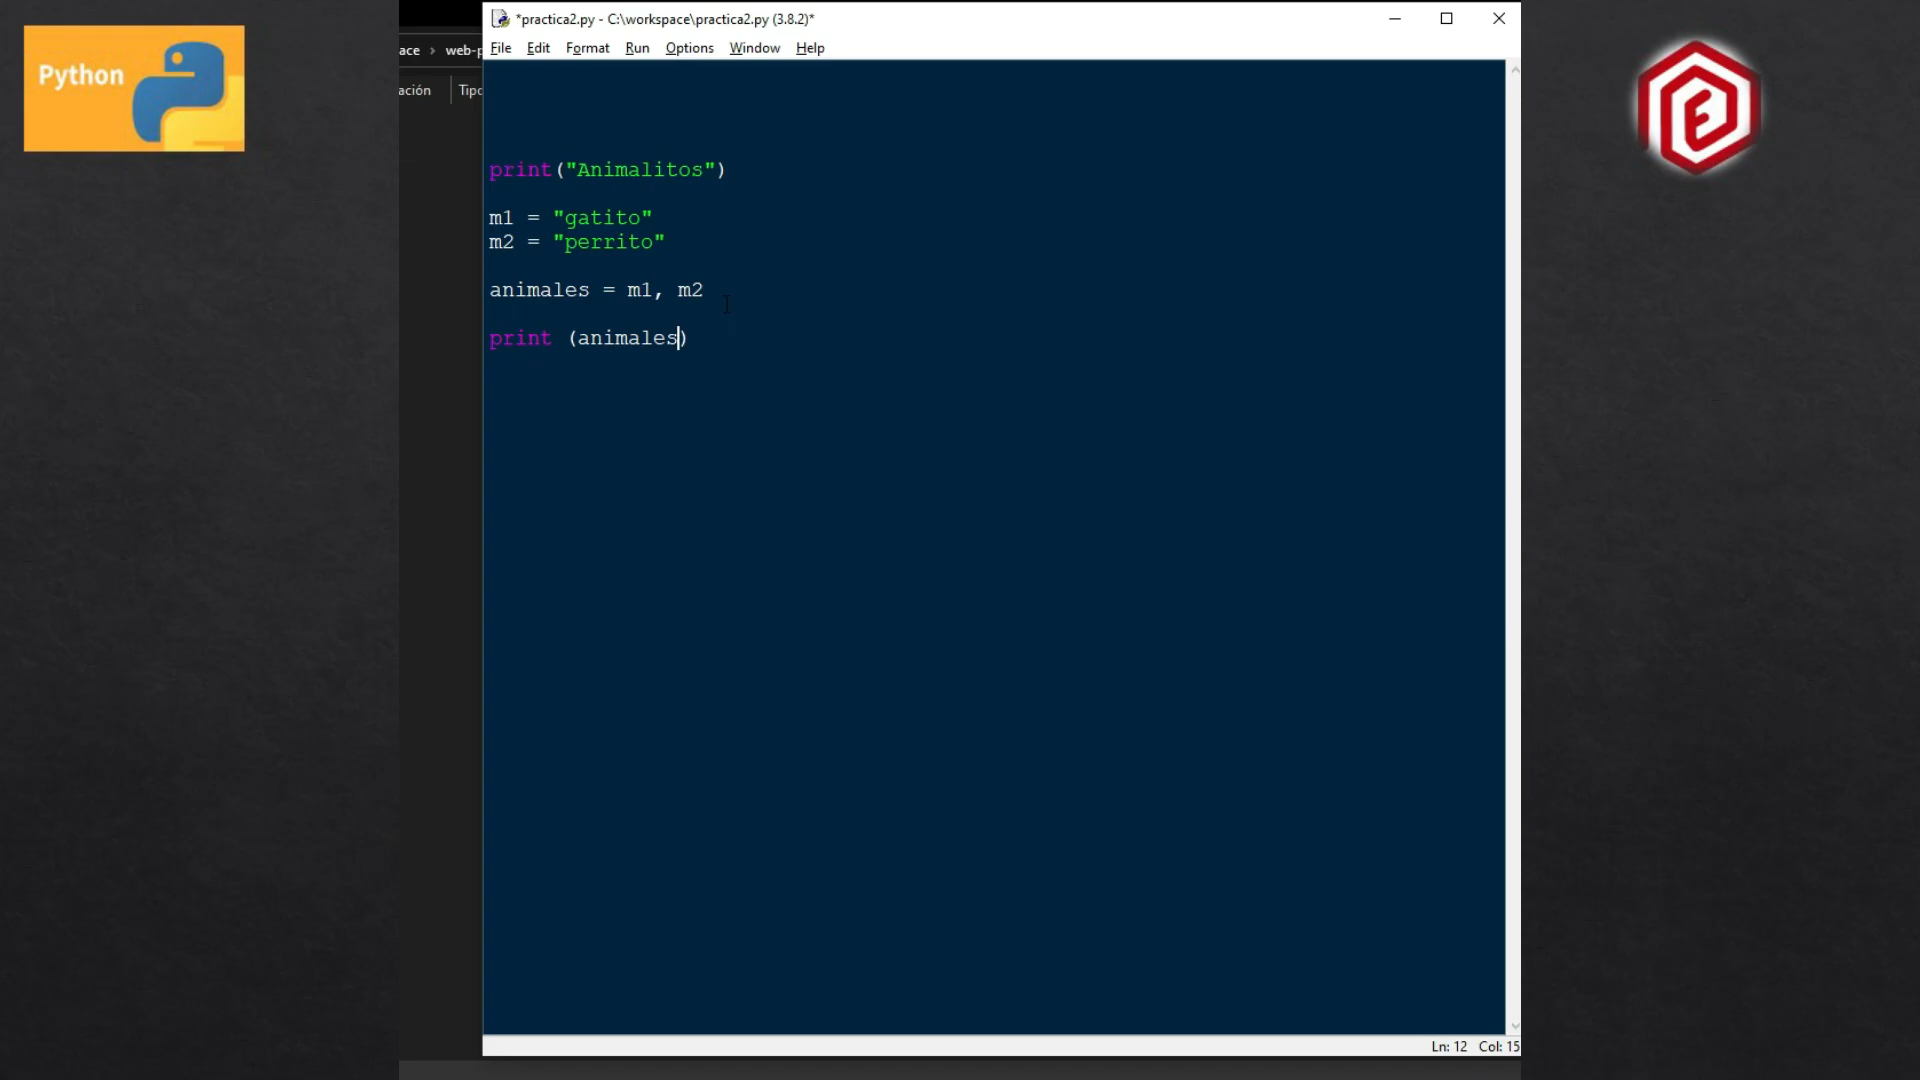 Python
*practica2.py - C:\workspace\practica2.py (3.8.2)*
File Edit Format Run Options Window Help
ace > web-p
ación Tipo
print("Animalitos")
m1 = "gatito"
m2 = "perrito"
animales = m1, m2
print (animales)
Ln: 12 Col: 15